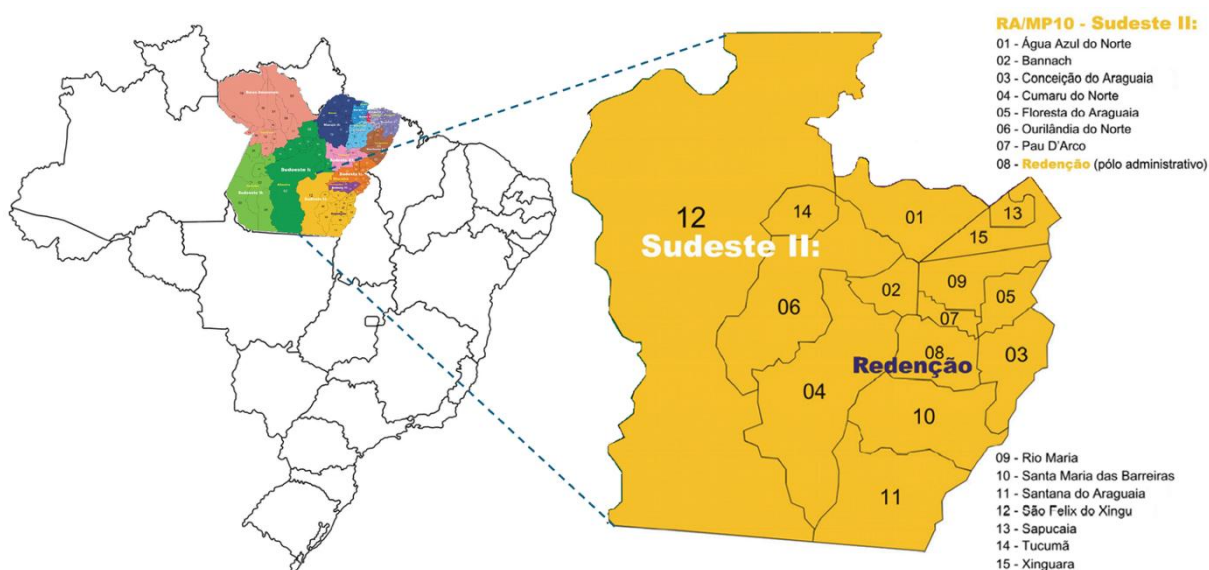 RA/MP10 - Sudeste II:
01 - Água Azul do Norte
02 - Bannach
03 - Conceição do Araguaia
04 - Cumaru do Norte
05 - Floresta do Araguaia
06 - Ourilândia do Norte
07 - Pau D'Arco
08 - Redenção (pólo administrativo)
12
14
01
13
15
Sudeste II:
02
09
05
06
07
08
03
Redenção
04
10
11
09 - Rio Maria
10 - Santa Maria das Barreiras
11 - Santana do Araguaia
12 - São Felix do Xingu
13 - Sapucaia
14 - Tucumã
15 - Xinguara